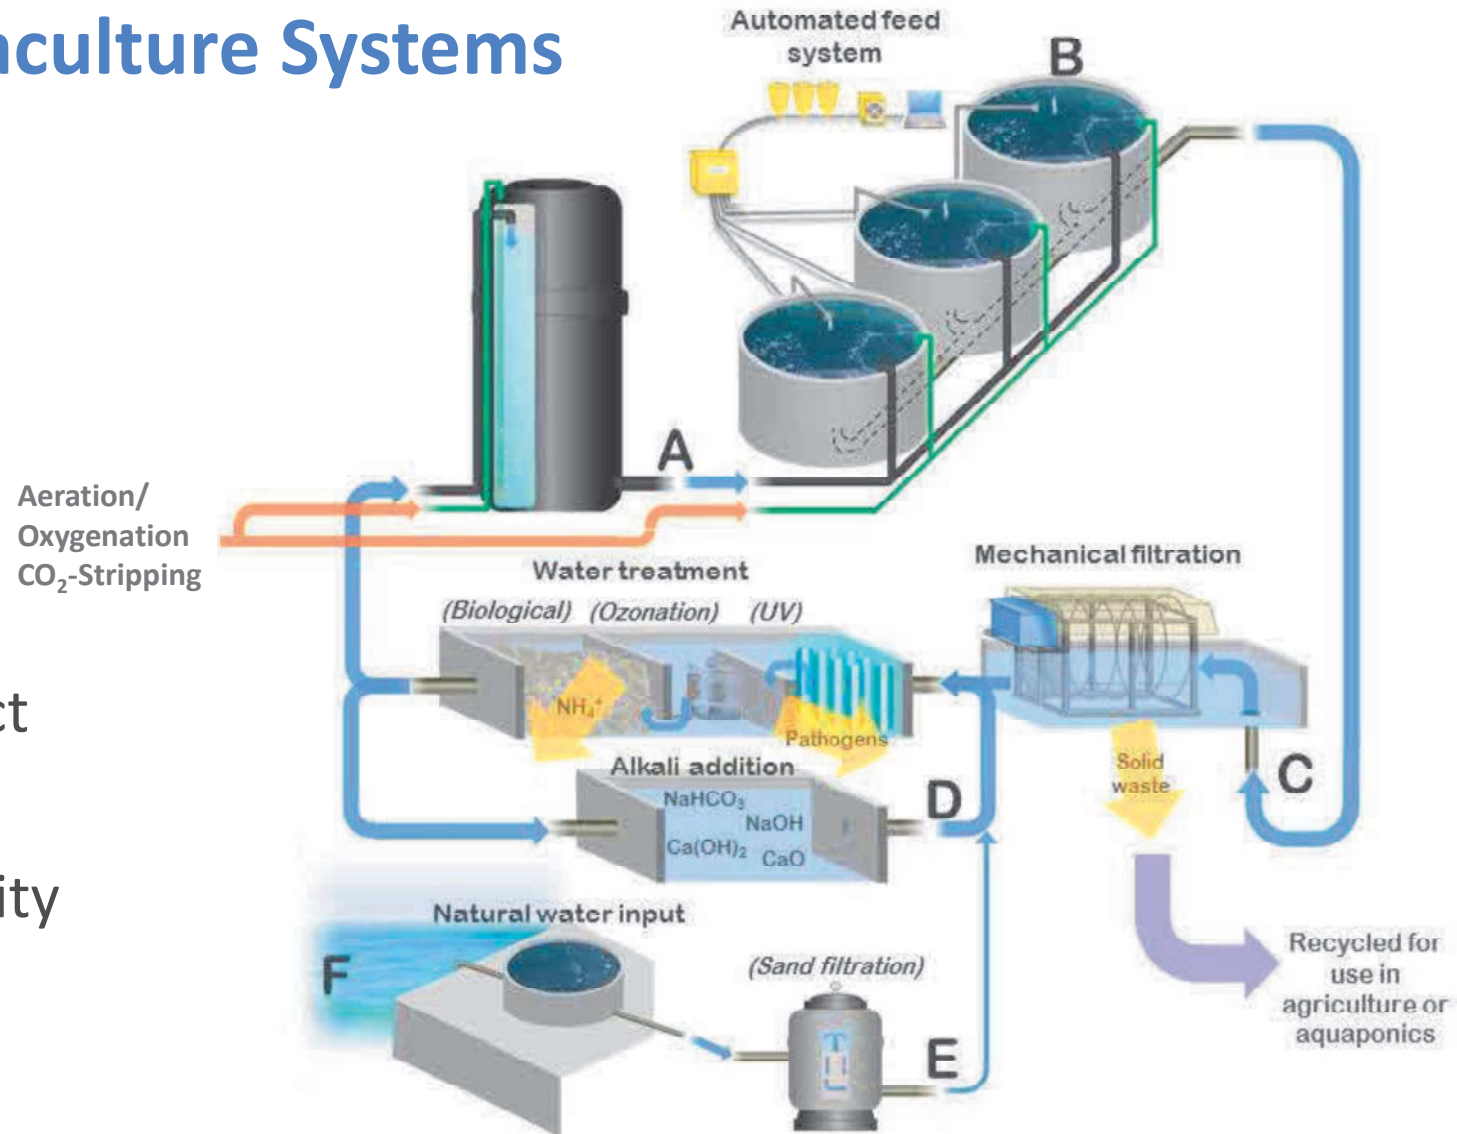 aculture Systems
Automated feed
system
B
A
Aeration/
Oxygenation
CO₂-Stripping
Water treatment
(Biological) (Ozonation) (UV)
Mechanical filtration
NH₄⁺
Pathogens
Solid
waste
C
Alkali addition
NaHCO₃
NaOH
Ca(OH)₂
CaO
D
ct
ity
Natural water input
F
(Sand filtration)
E
Recycled for
use in
agriculture or
aquaponics